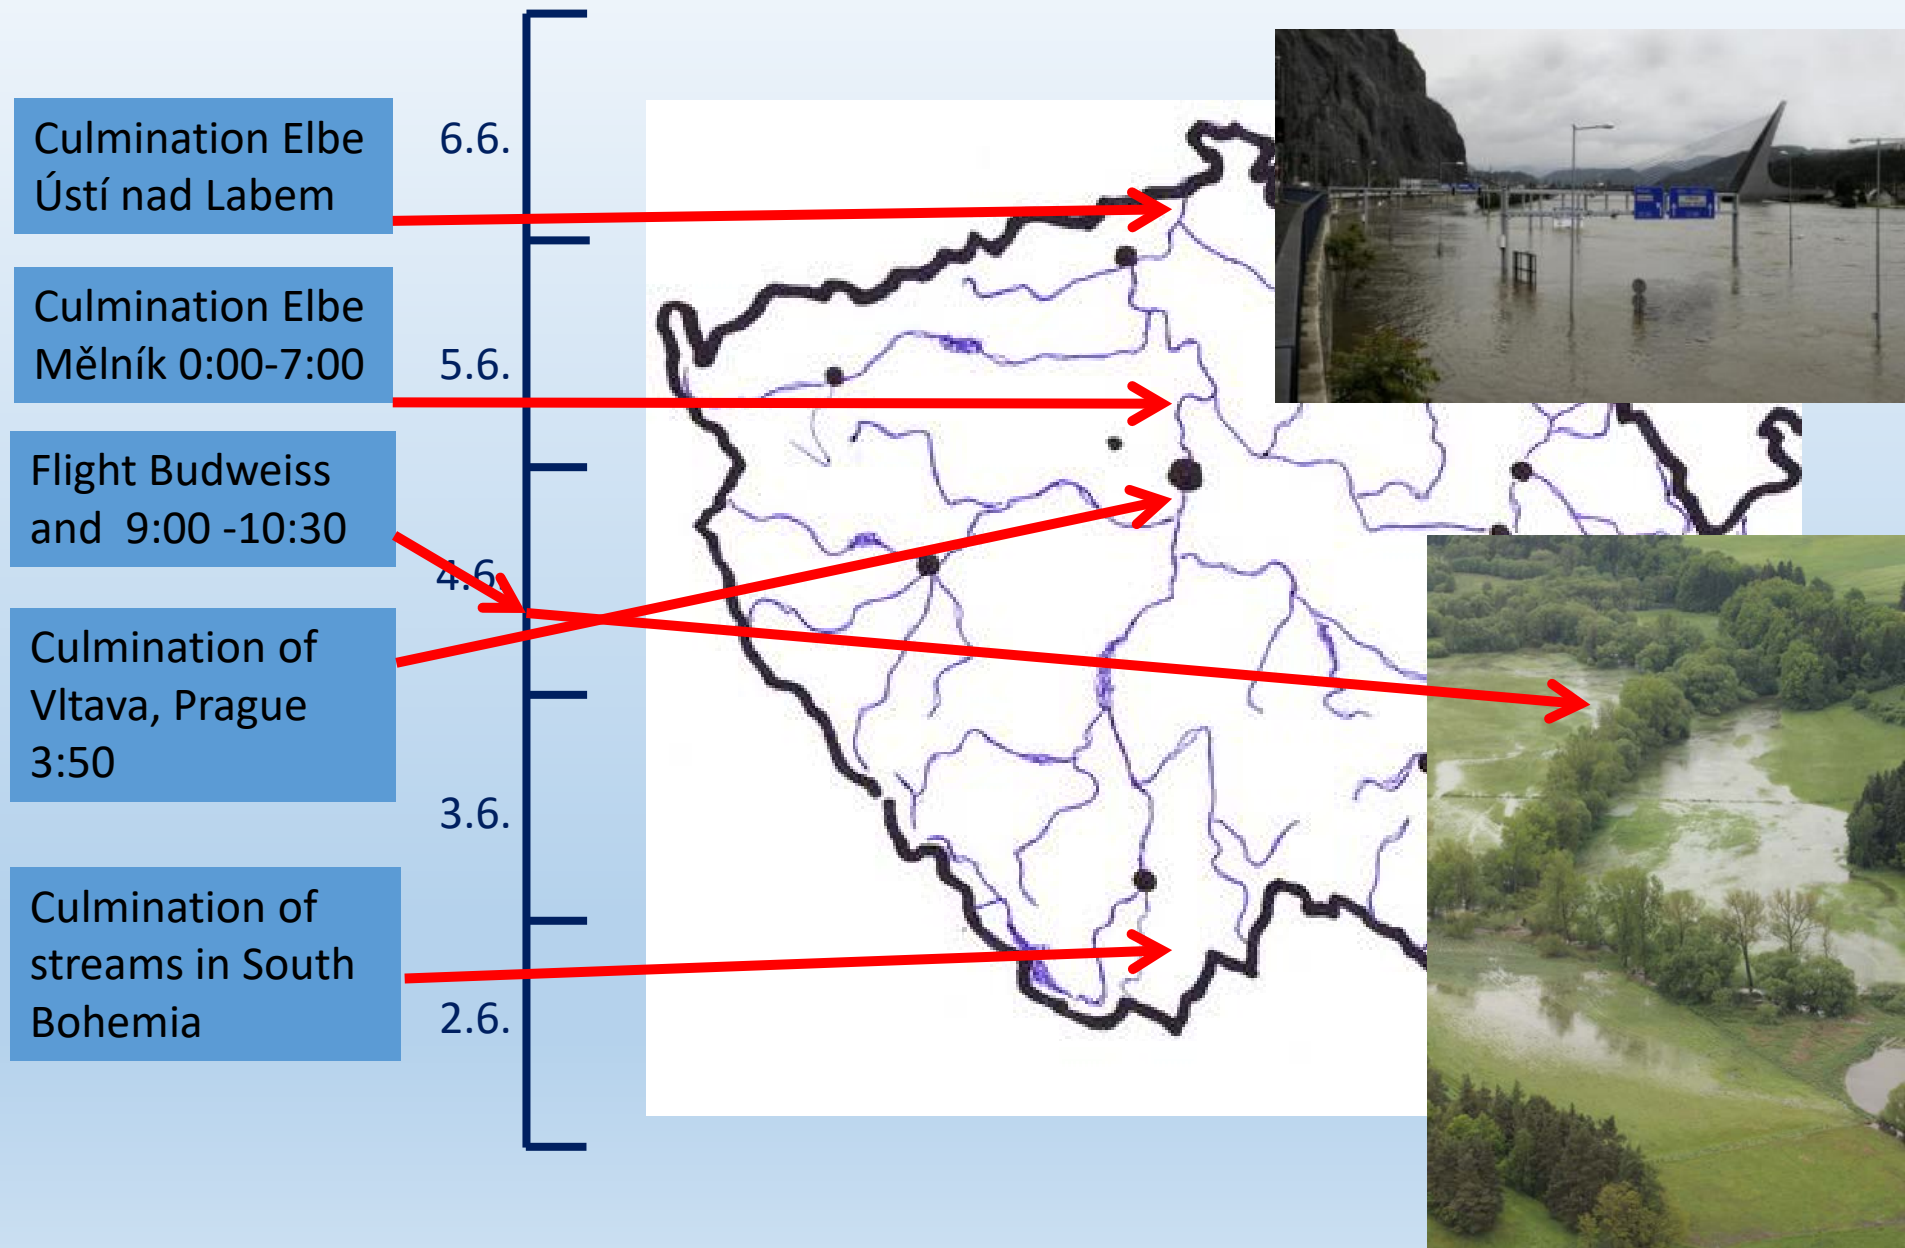 Culmination Elbe
Ústí nad Labem
6.6.
Culmination Elbe
Mělník 0:00-7:00
5.6.
Flight Budweiss
and  9:00 -10:30
4.6.
Culmination of
Vltava, Prague
3:50
3.6.
Culmination of
streams in South
Bohemia
2.6.